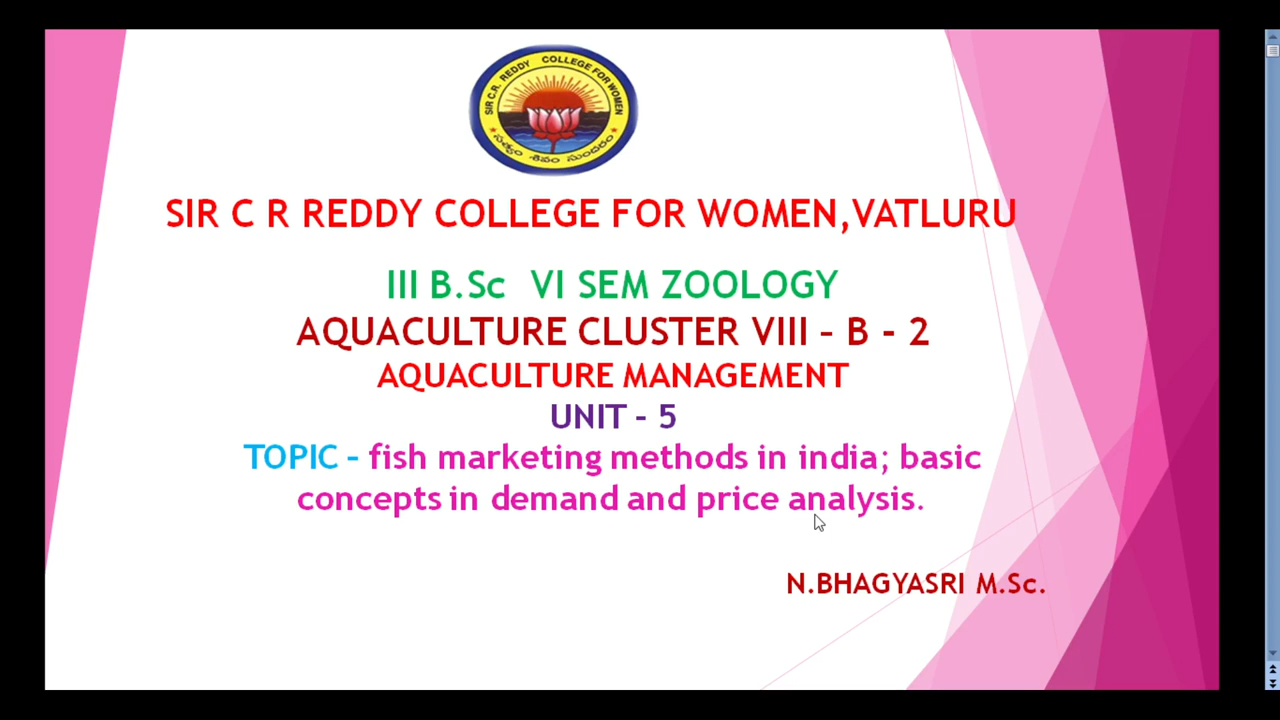 SIR C.R. REDDY COLLEGE FOR WOMEN
సత్యం శివం సుందరం
SIR C R REDDY COLLEGE FOR WOMEN,VATLURU
III B.Sc VI SEM ZOOLOGY
AQUACULTURE CLUSTER VIII – B - 2
AQUACULTURE MANAGEMENT
UNIT - 5
TOPIC – fish marketing methods in india; basic
concepts in demand and price analysis.
N.BHAGYASRI M.Sc.